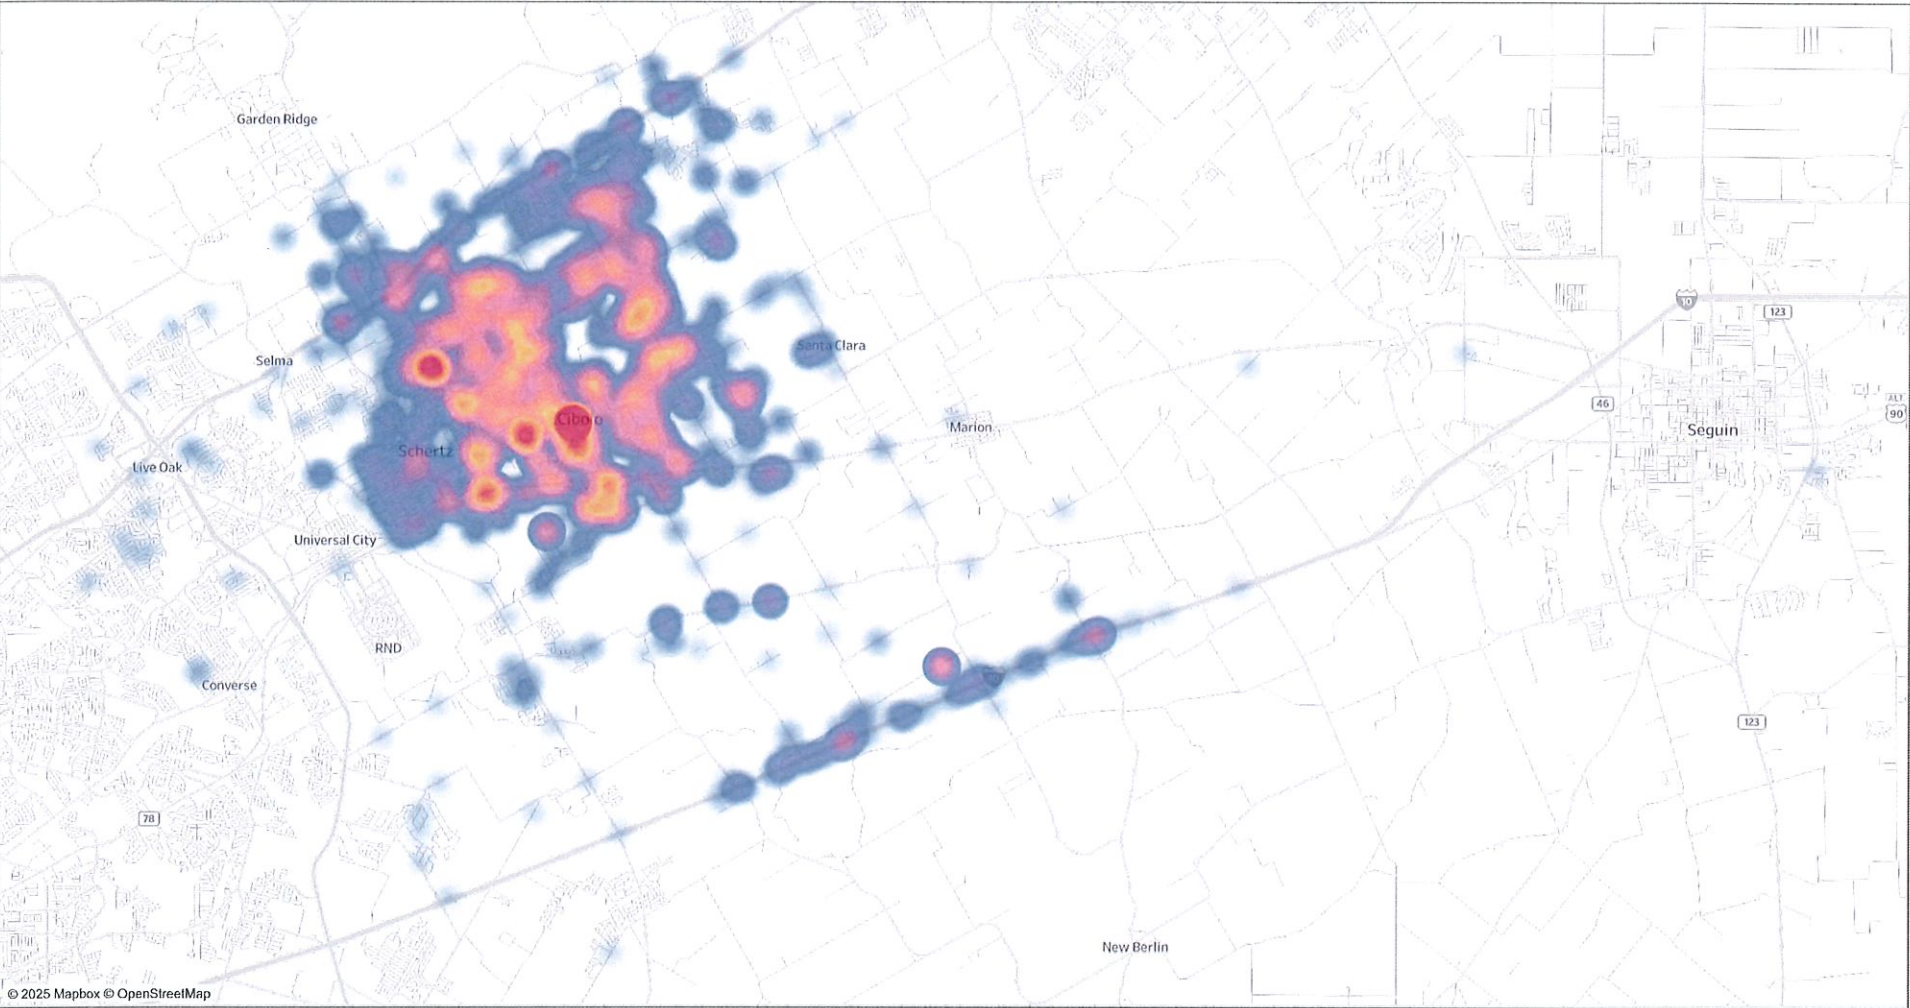 Garden Ridge
10
123
Santa Clara
Selma
46
ALT
90
Cibolo
Marion
Seguin
Schertz
Live Oak
Universal City
RND
Converse
123
78
New Berlin
© 2025 Mapbox © OpenStreetMap